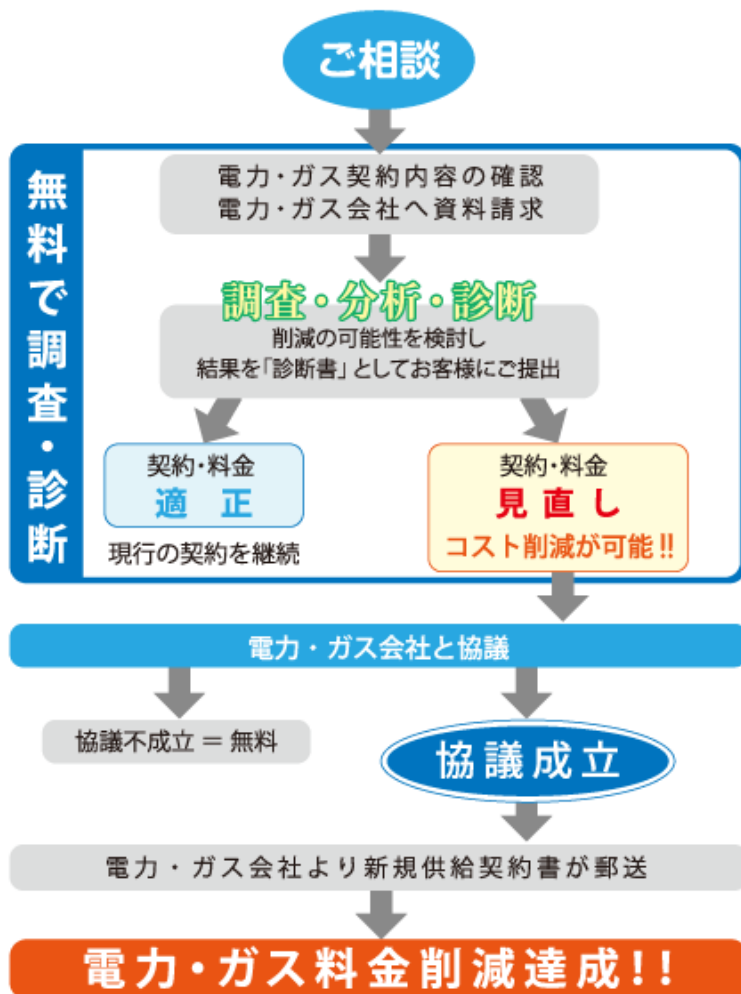 ご相談
無料で調査・診断
電力・ガス契約内容の確認
電力・ガス会社へ資料請求
調査・分析・診断
削減の可能性を検討し
結果を「診断書」としてお客様にご提出
契約・料金
適正
現行の契約を継続
契約・料金
見直し
コスト削減が可能!!
電力・ガス会社と協議
協議不成立 = 無料
協議成立
電力・ガス会社より新規供給契約書が郵送
電力・ガス料金削減達成!!